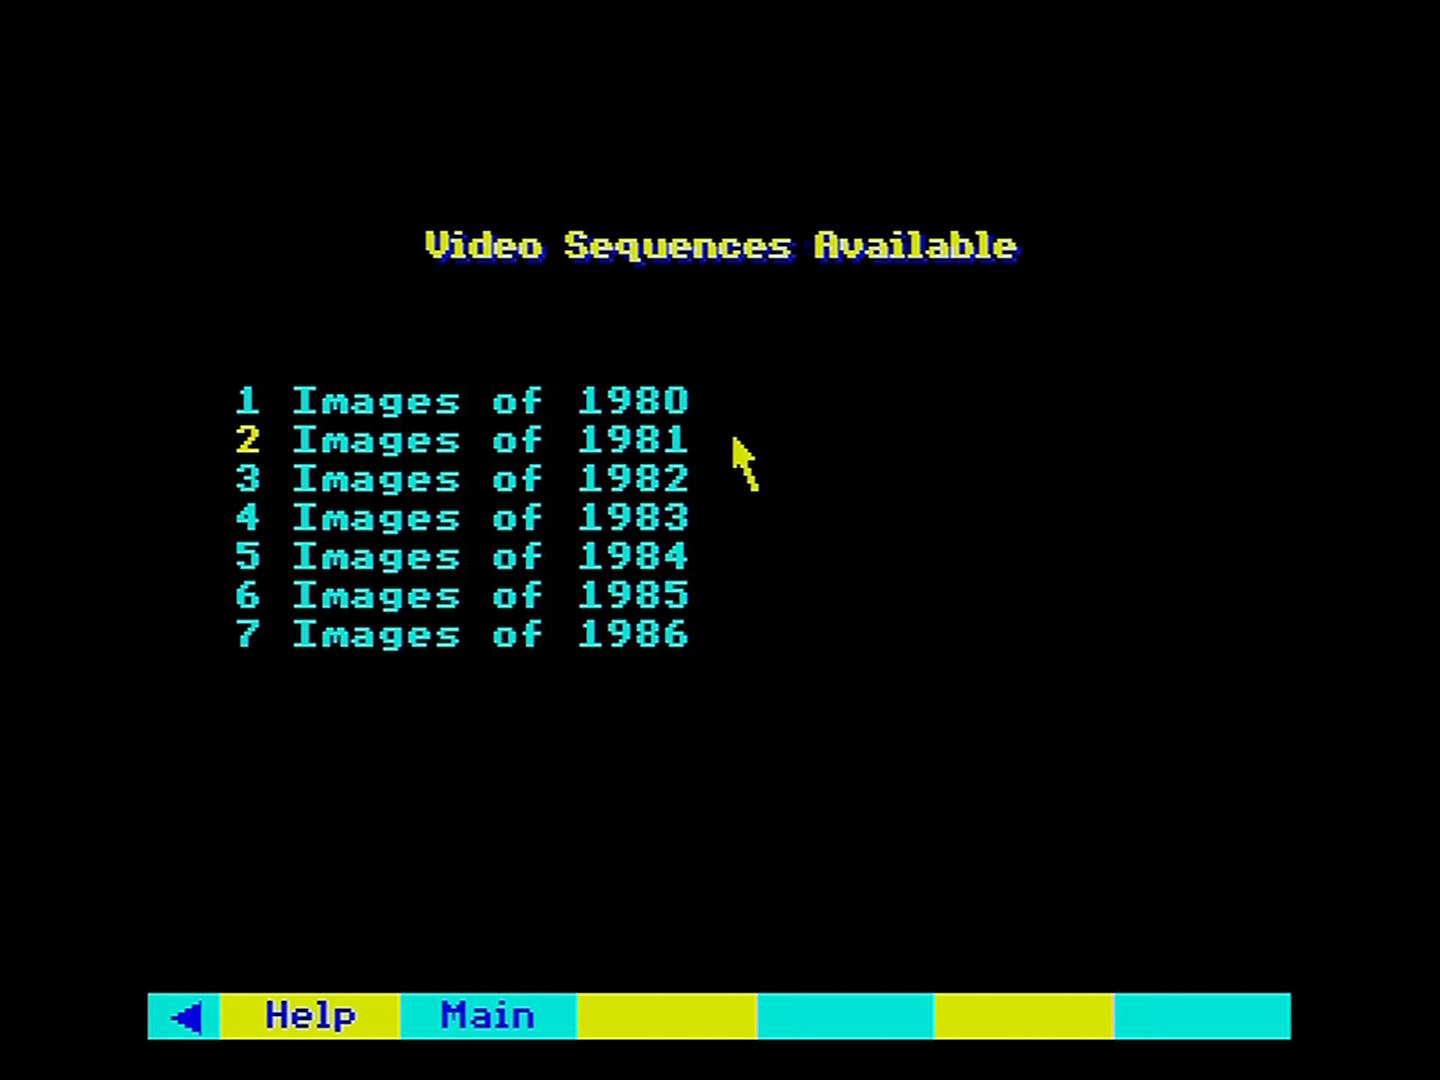 Video Sequences Available
1 Images of 1980
2 Images of 1981
3 Images of 1982
4 Images of 1983
5 Images of 1984
6 Images of 1985
7 Images of 1986
Help Main